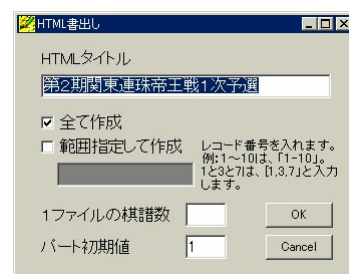 HTML書出し
HTMLタイトル
第2期関東連珠帝王戦1次予選
全て作成
範囲指定して作成
レコード番号を入れます。
例:1～10は、「1-10」。
1と3と7は、[1,3,7]と入力
します。
1ファイルの棋譜数
OK
パート初期値
1
Cancel